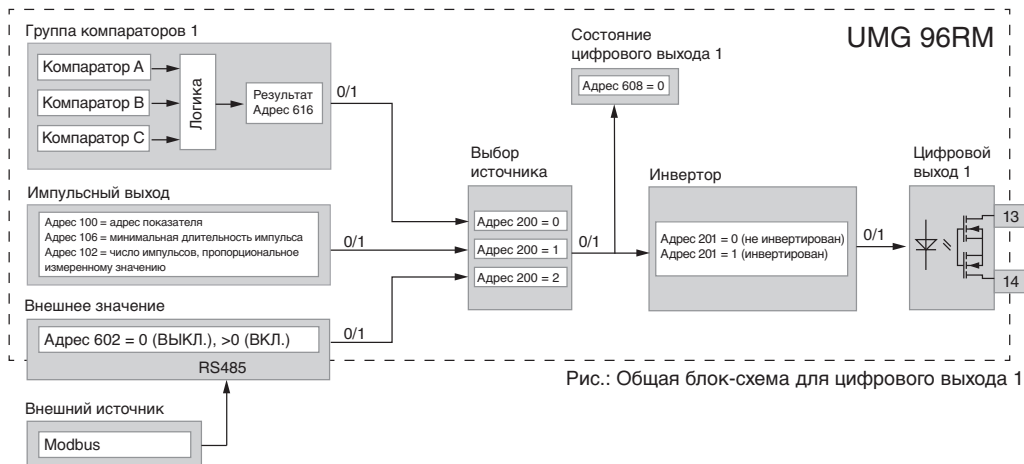 UMG 96RM
Группа компараторов 1
Компаратор A
Компаратор B
Компаратор C
Логика
Результат
Адрес 616
0/1
Состояние
цифрового выхода 1
Адрес 608 = 0
Импульсный выход
Адрес 100 = адрес показателя
Адрес 106 = минимальная длительность импульса
Адрес 102 = число импульсов, пропорциональное
измеренному значению
0/1
Выбор
источника
Адрес 200 = 0
Адрес 200 = 1
Адрес 200 = 2
0/1
Инвертор
Адрес 201 = 0 (не инвертирован)
Адрес 201 = 1 (инвертирован)
0/1
Цифровой
выход 1
13
14
Внешнее значение
Адрес 602 = 0 (ВЫКЛ.), >0 (ВКЛ.)
0/1
RS485
Рис.: Общая блок-схема для цифрового выхода 1
Внешний источник
Modbus